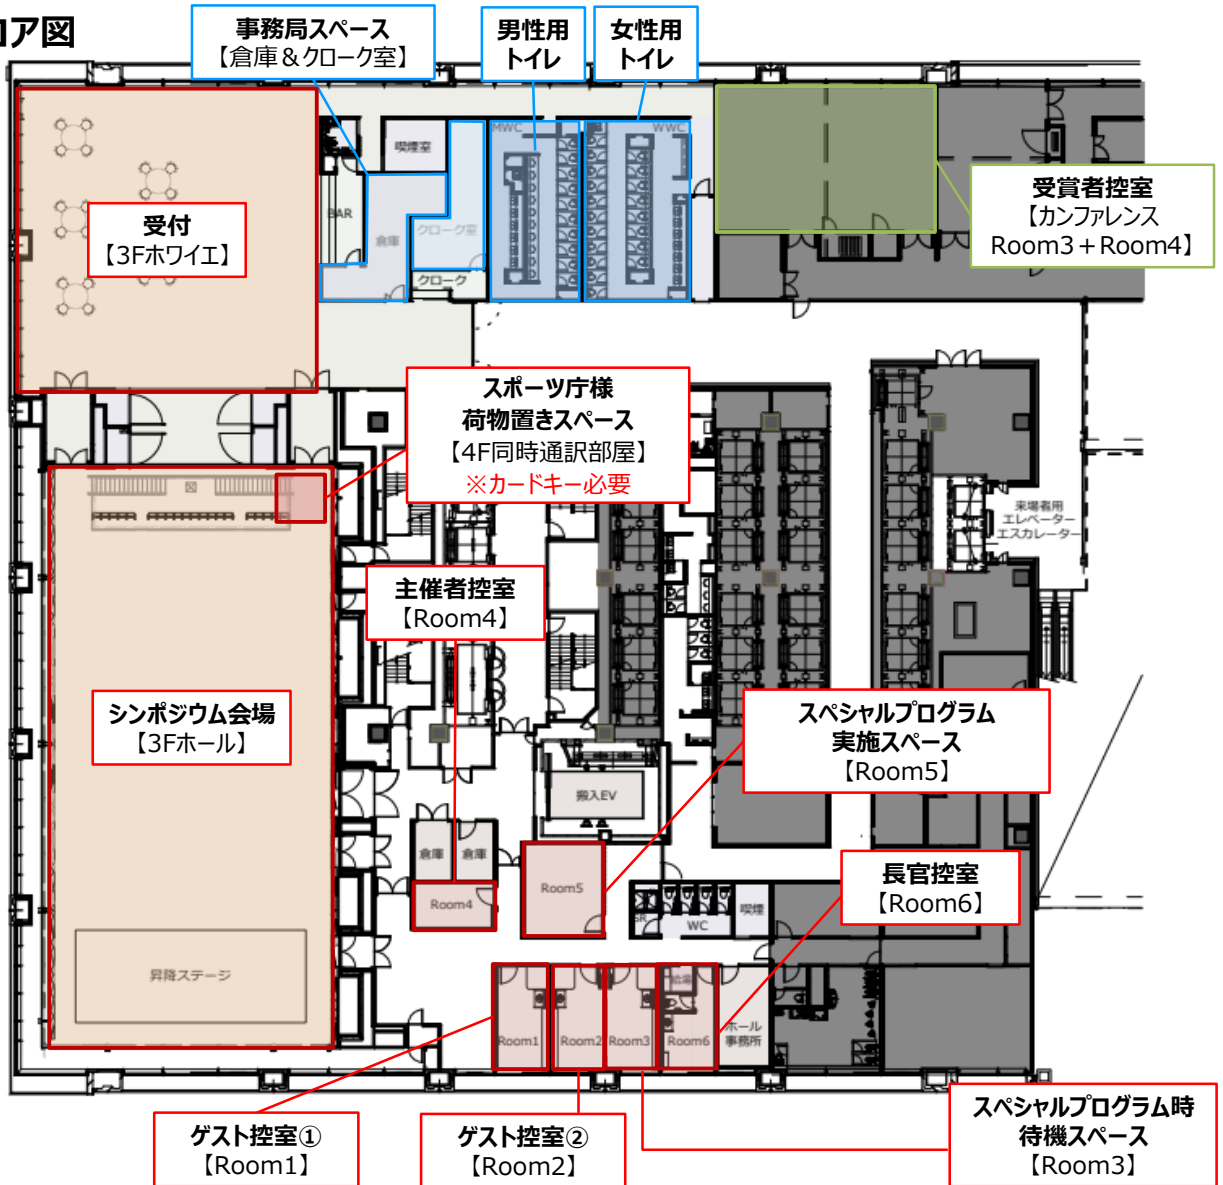 ロア図
事務局スペース
【倉庫＆クローク室】
男性用
トイレ
女性用
トイレ
MWC
WWC
喫煙室
BAR
倉庫
クローク室
クローク
受付
【3Fホワイエ】
受賞者控室
【カンファレンス
Room3＋Room4】
スポーツ庁様
荷物置きスペース
【4F同時通訳部屋】
※カードキー必要
来場者用
エレベーター
エスカレーター
主催者控室
【Room4】
シンポジウム会場
【3Fホール】
スペシャルプログラム
実施スペース
【Room5】
搬入EV
倉庫
倉庫
Room4
Room5
長官控室
【Room6】
SR
WC
喫煙
昇降ステージ
給湯
Room1
Room2
Room3
Room6
ホール
事務所
ゲスト控室①
【Room1】
ゲスト控室②
【Room2】
スペシャルプログラム時
待機スペース
【Room3】